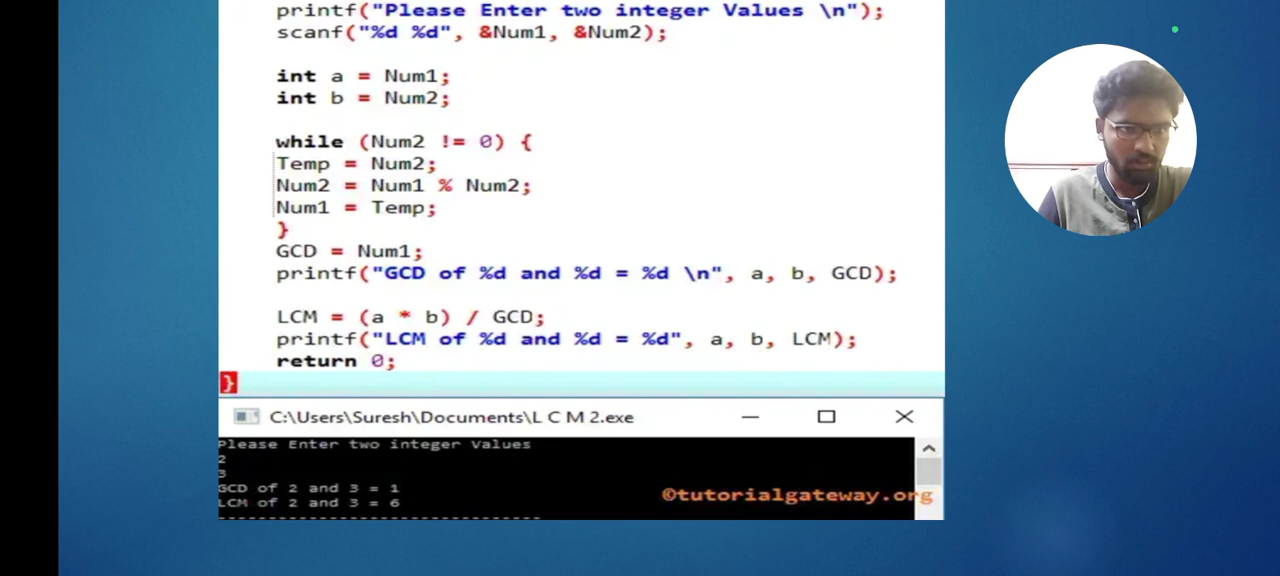 printf("Please Enter two integer Values \n");
scanf("%d %d", &Num1, &Num2);
int a = Num1;
int b = Num2;
while (Num2 != 0) {
Temp = Num2;
Num2 = Num1 % Num2;
Num1 = Temp;
}
GCD = Num1;
printf("GCD of %d and %d = %d \n", a, b, GCD);
LCM = (a * b) / GCD;
printf("LCM of %d and %d = %d", a, b, LCM);
return 0;
}
C:\Users\Suresh\Documents\L C M 2.exe
Please Enter two integer Values
2
3
GCD of 2 and 3 = 1
LCM of 2 and 3 = 6
©tutorialgateway.org
--------------------------------